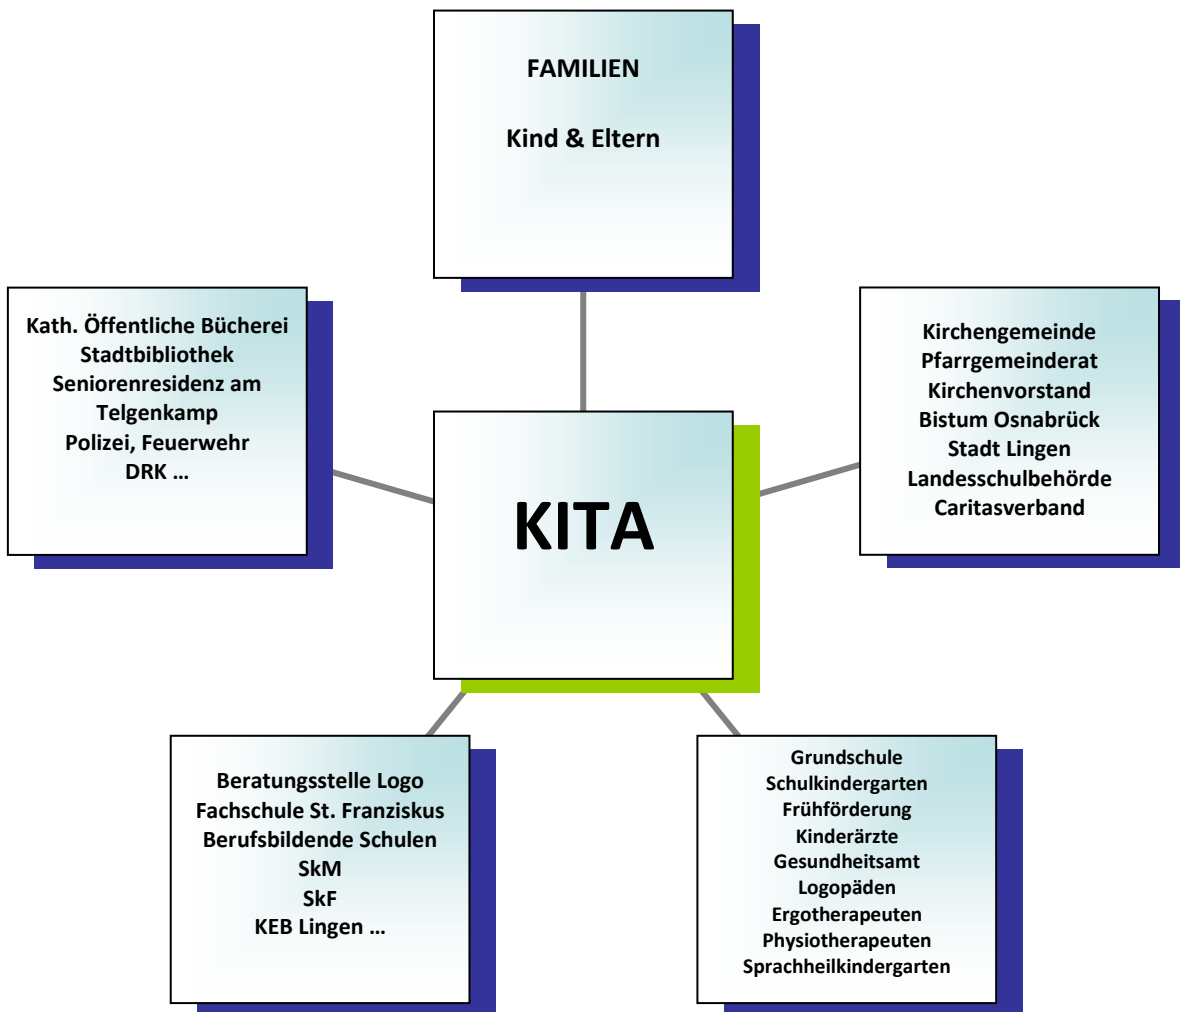 FAMILIEN
Kind & Eltern
Kath. Öffentliche Bücherei
Stadtbibliothek
Seniorenresidenz am
Telgenkamp
Polizei, Feuerwehr
DRK …
Kirchengemeinde
Pfarrgemeinderat
Kirchenvorstand
Bistum Osnabrück
Stadt Lingen
Landesschulbehörde
Caritasverband
KITA
Beratungsstelle Logo
Fachschule St. Franziskus
Berufsbildende Schulen
SkM
SkF
KEB Lingen …
Grundschule
Schulkindergarten
Frühförderung
Kinderärzte
Gesundheitsamt
Logopäden
Ergotherapeuten
Physiotherapeuten
Sprachheilkindergarten